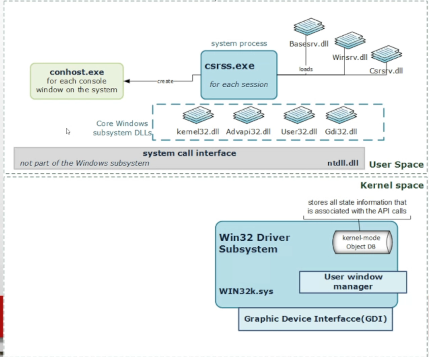 system process
csrss.exe
for each session
Basesrv.dll
Winsrv.dll
Csrsrv.dll
loads
create
conhost.exe
for each console
window on the system
Core Windows
subsystem DLLs
kernel32.dll
Advapi32.dll
User32.dll
Gdi32.dll
system call interface
not part of the Windows subsystem
ntdll.dll
User Space
Kernel space
stores all state information that
is associated with the API calls
Win32 Driver
Subsystem
kernel-mode
Object DB
User window
manager
WIN32k.sys
Graphic Device Interfacce(GDI)